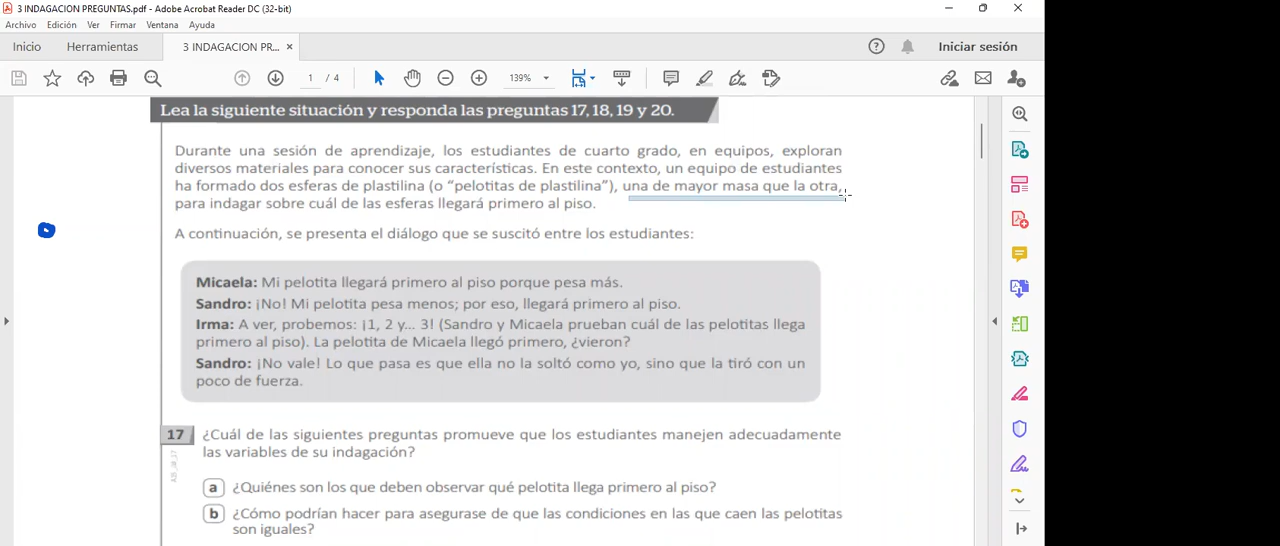 3 INDAGACION PREGUNTAS.pdf - Adobe Acrobat Reader DC (32-bit)
Archivo Edición Ver Firmar Ventana Ayuda
Inicio Herramientas 3 INDAGACION PR... × Iniciar sesión
1 / 4 139%
Lea la siguiente situación y responda las preguntas 17, 18, 19 y 20.
Durante una sesión de aprendizaje, los estudiantes de cuarto grado, en equipos, exploran
diversos materiales para conocer sus características. En este contexto, un equipo de estudiantes
ha formado dos esferas de plastilina (o “pelotitas de plastilina”), una de mayor masa que la otra,
para indagar sobre cuál de las esferas llegará primero al piso.
A continuación, se presenta el diálogo que se suscitó entre los estudiantes:
Micaela: Mi pelotita llegará primero al piso porque pesa más.
Sandro: ¡No! Mi pelotita pesa menos; por eso, llegará primero al piso.
Irma: A ver, probemos: ¡1, 2 y... 3! (Sandro y Micaela prueban cuál de las pelotitas llega
primero al piso). La pelotita de Micaela llegó primero, ¿vieron?
Sandro: ¡No vale! Lo que pasa es que ella no la soltó como yo, sino que la tiró con un
poco de fuerza.
17 ¿Cuál de las siguientes preguntas promueve que los estudiantes manejen adecuadamente
las variables de su indagación?
a ¿Quiénes son los que deben observar qué pelotita llega primero al piso?
b ¿Cómo podrían hacer para asegurase de que las condiciones en las que caen las pelotitas
son iguales?